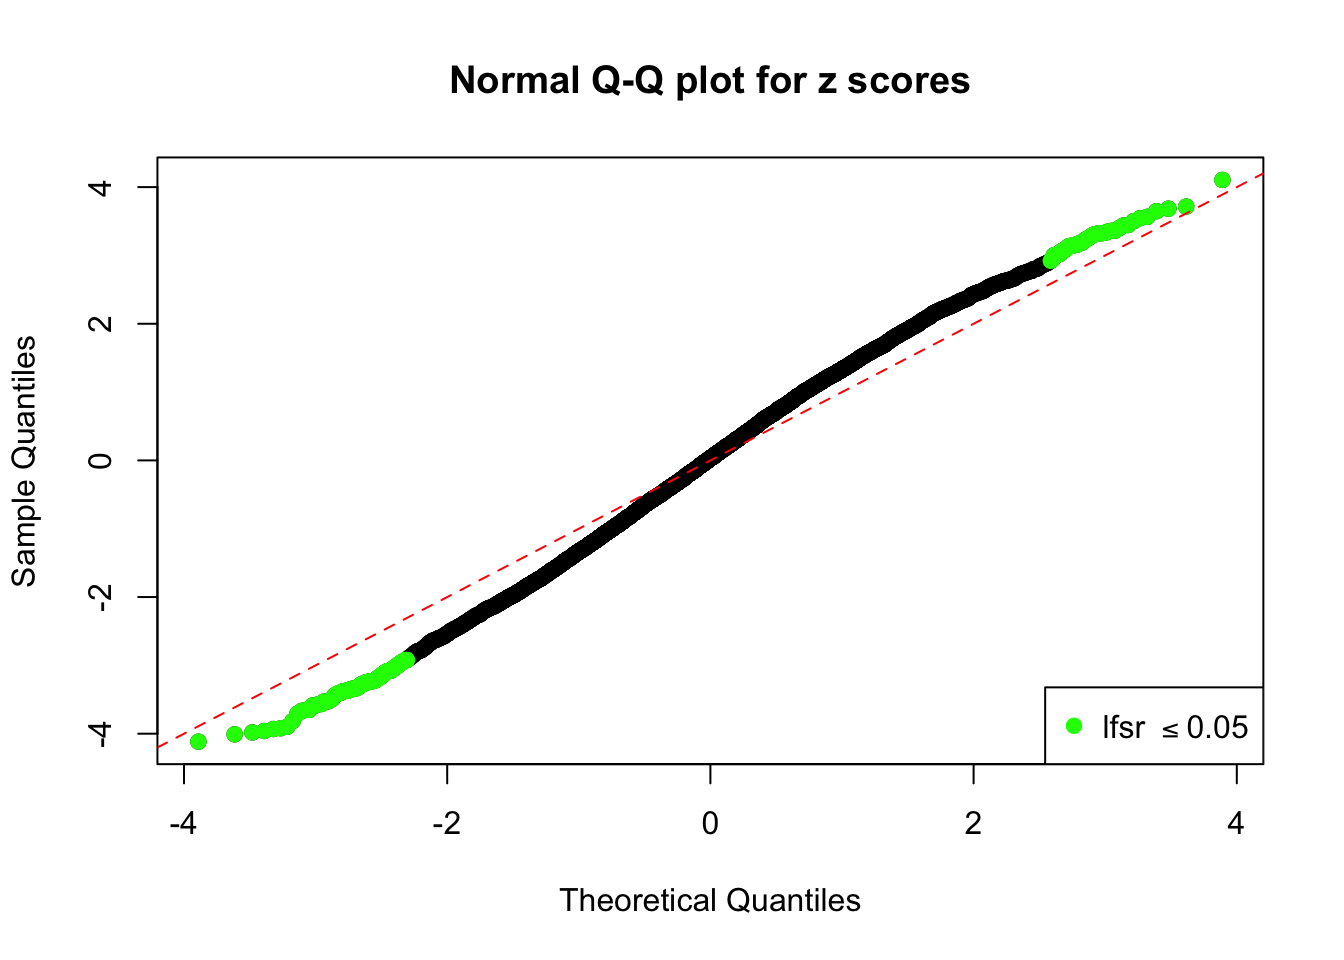 Normal Q-Q plot for z scores
Sample Quantiles
4
2
0
-2
-4
lfsr ≤ 0.05
-4 -2 0 2 4
Theoretical Quantiles